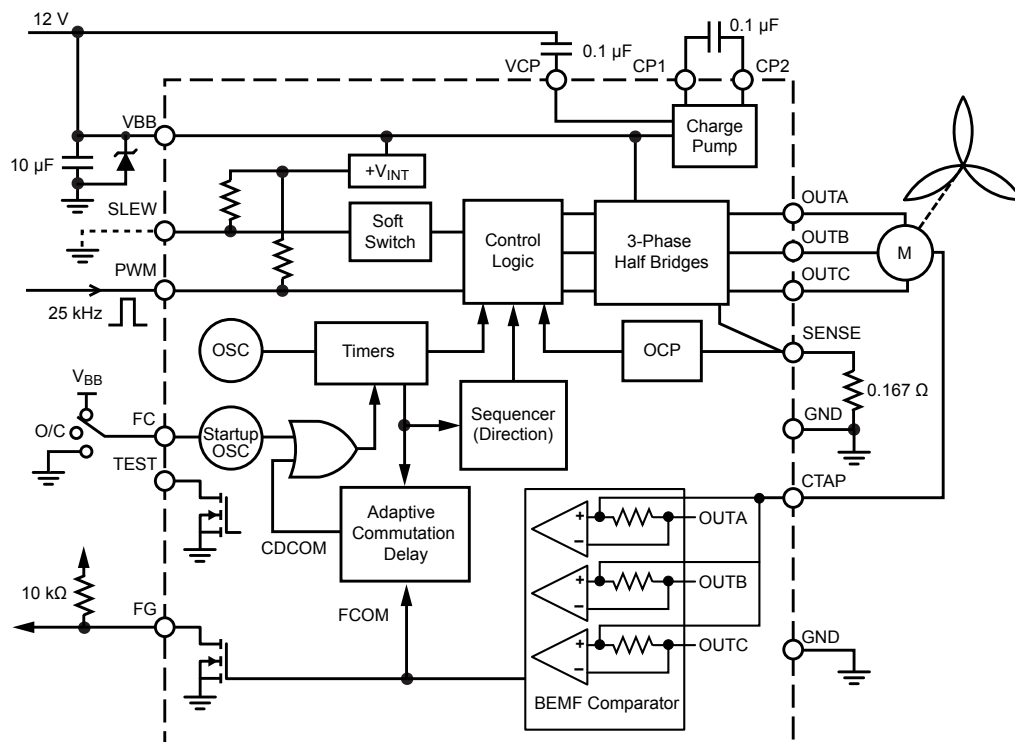 12 V
0.1 µF
0.1 µF
VCP
CP1
CP2
VBB
Charge
Pump
10 µF
+VINT
SLEW
Soft
Switch
Control
Logic
3-Phase
Half Bridges
OUTA
OUTB
M
PWM
OUTC
25 kHz
OSC
Timers
OCP
SENSE
0.167 Ω
VBB
O/C
FC
Startup
OSC
Sequencer
(Direction)
GND
TEST
CTAP
CDCOM
Adaptive
Commutation
Delay
+
–
OUTA
10 kΩ
FG
FCOM
+
–
OUTB
+
–
OUTC
GND
BEMF Comparator